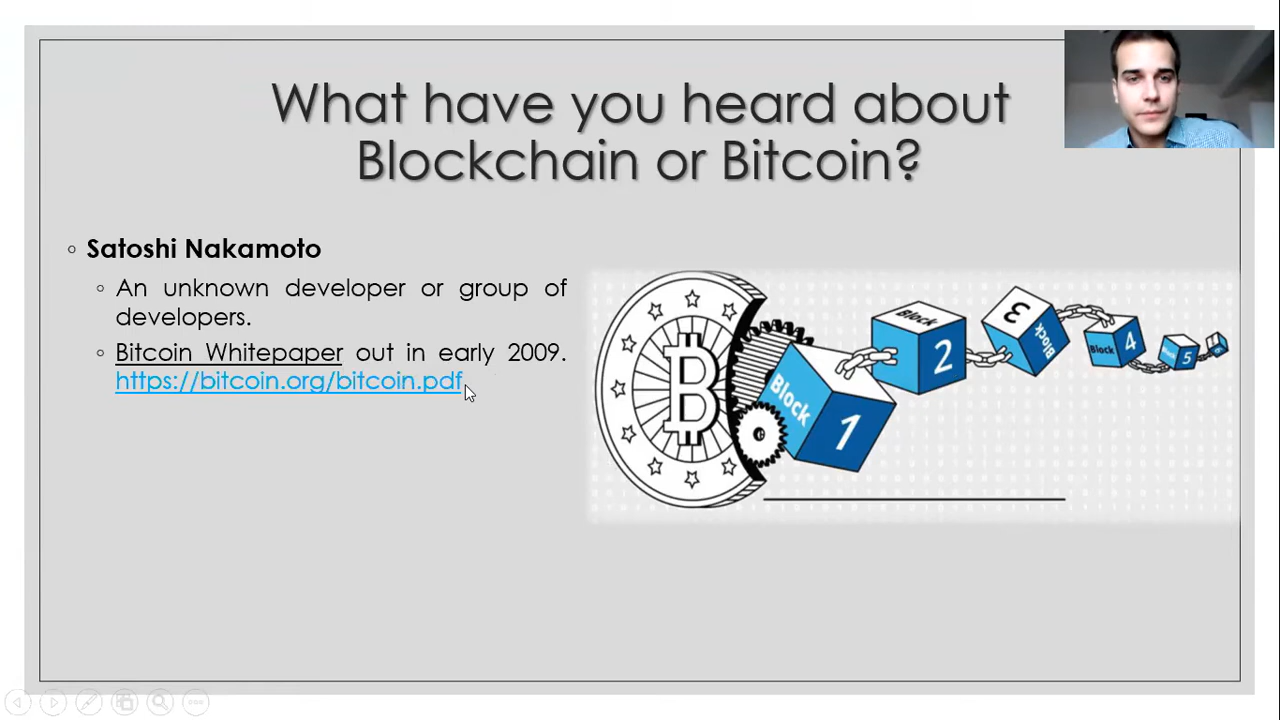 What have you heard about
Blockchain or Bitcoin?
Satoshi Nakamoto
An unknown developer or group of
developers.
Bitcoin Whitepaper out in early 2009.
https://bitcoin.org/bitcoin.pdf
Block
1
Block
2
3
Block
Block 4
Block 5